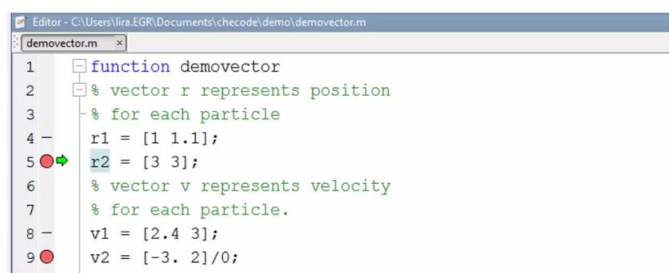 Editor - C:\Users\lira.EGR\Documents\checode\demo\demovector.m
demovector.m ×
1 function demovector
2 % vector r represents position
3 % for each particle
4 – r1 = [1 1.1];
5 r2 = [3 3];
6 % vector v represents velocity
7 % for each particle.
8 – v1 = [2.4 3];
9 v2 = [-3. 2]/0;